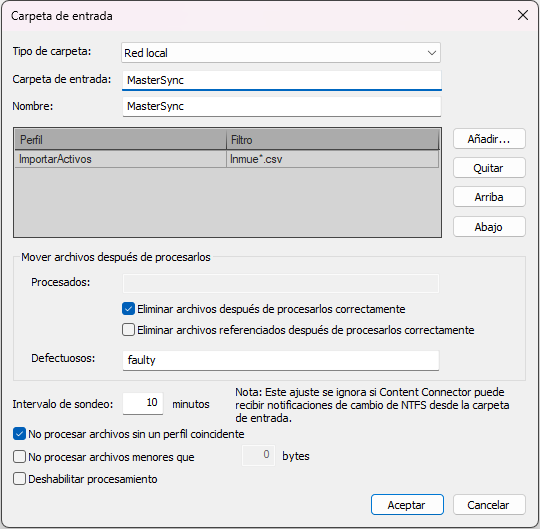 Carpeta de entrada
Tipo de carpeta:
Red local
Carpeta de entrada:
MasterSync
Nombre:
MasterSync
Perfil
Filtro
Añadir...
ImportarActivos
Inmue*.csv
Quitar
Arriba
Abajo
Mover archivos después de procesarlos
Procesados:
Eliminar archivos después de procesarlos correctamente
Eliminar archivos referenciados después de procesarlos correctamente
Defectuosos:
faulty
Intervalo de sondeo:
10
minutos
Nota: Este ajuste se ignora si Content Connector puede
recibir notificaciones de cambio de NTFS desde la carpeta
de entrada.
No procesar archivos sin un perfil coincidente
No procesar archivos menores que
0
bytes
Deshabilitar procesamiento
Aceptar
Cancelar